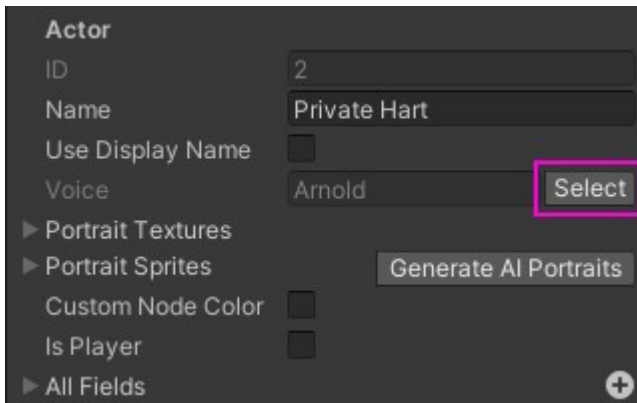 Actor
ID 2
Name Private Hart
Use Display Name
Voice Arnold Select
Portrait Textures
Portrait Sprites Generate AI Portraits
Custom Node Color
Is Player
All Fields